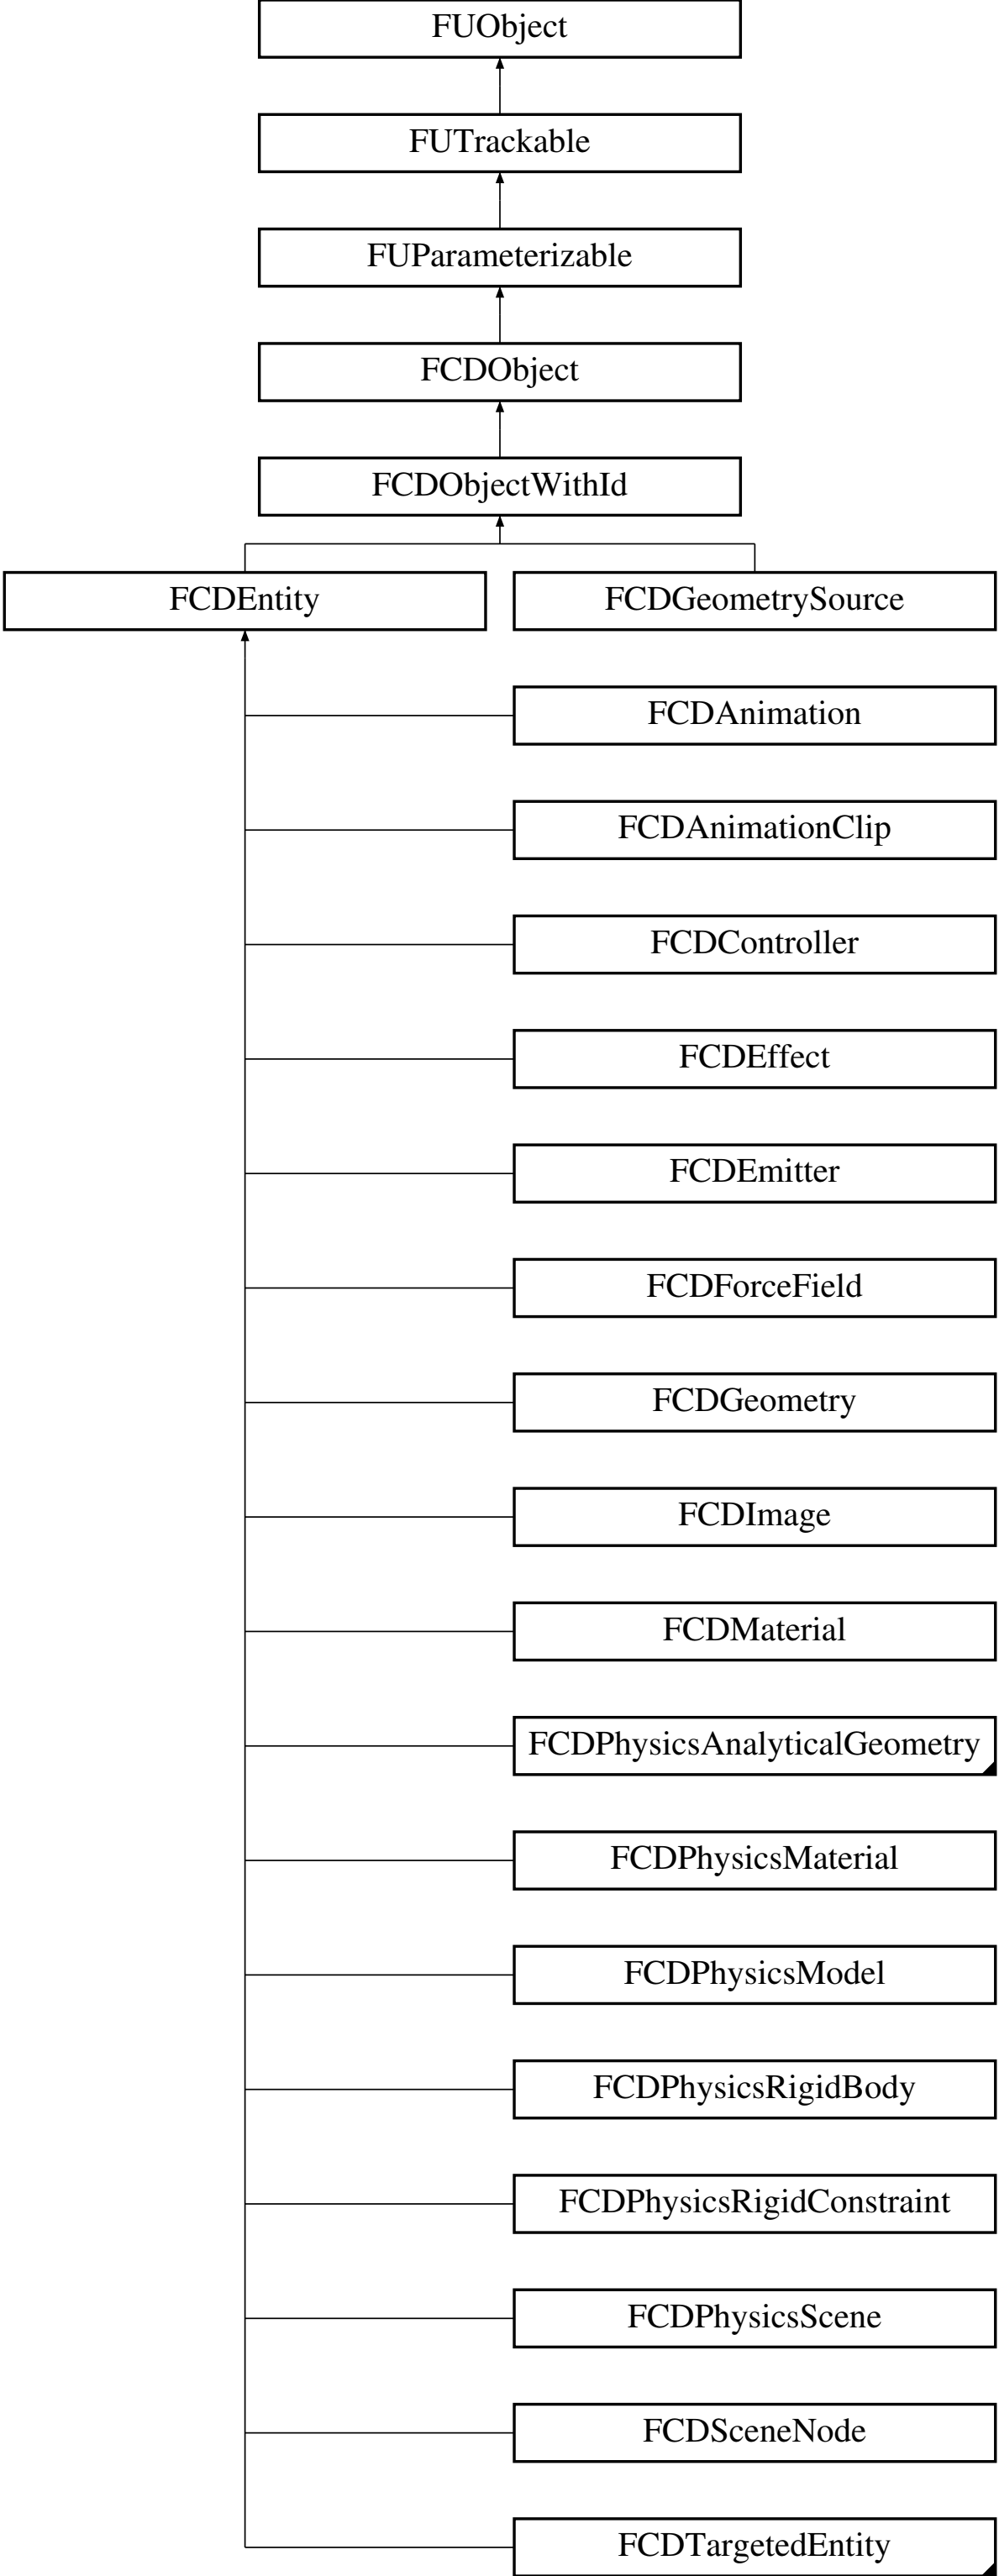 FUObject
FUTrackable
FUParameterizable
FCDObject
FCDObjectWithId
FCDEntity
FCDGeometrySource
FCDAnimation
FCDAnimationClip
FCDController
FCDEffect
FCDEmitter
FCDForceField
FCDGeometry
FCDImage
FCDMaterial
FCDPhysicsAnalyticalGeometry
FCDPhysicsMaterial
FCDPhysicsModel
FCDPhysicsRigidBody
FCDPhysicsRigidConstraint
FCDPhysicsScene
FCDSceneNode
FCDTargetedEntity